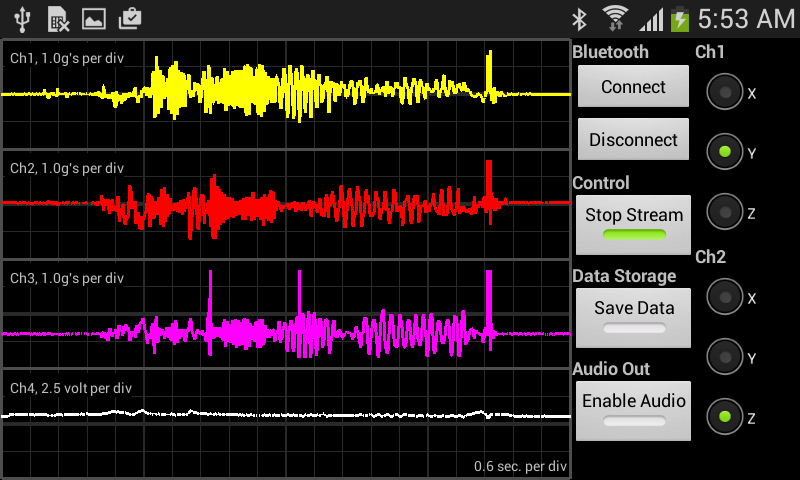 5:53 AM
Ch1, 1.0g's per div
Ch2, 1.0g's per div
Ch3, 1.0g's per div
Ch4, 2.5 volt per div
0.6 sec. per div
Bluetooth
Connect
Disconnect
Control
Stop Stream
Data Storage
Save Data
Audio Out
Enable Audio
Ch1
X
Y
Z
Ch2
X
Y
Z